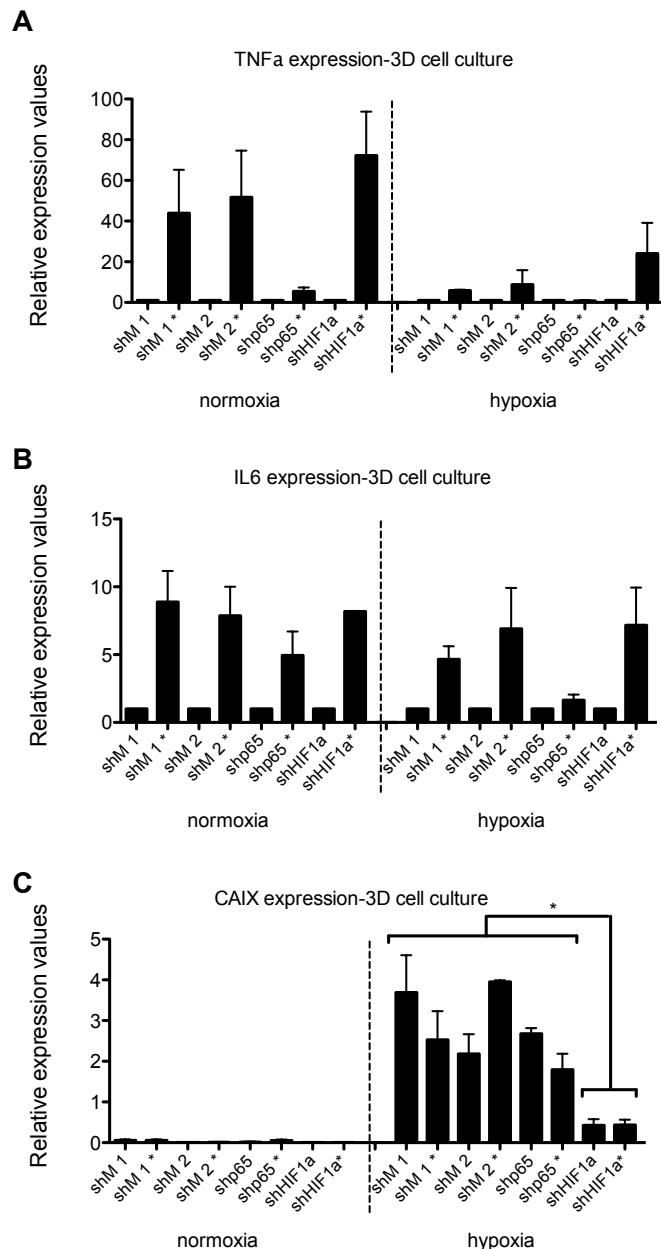 A
TNFa expression-3D cell culture
Relative expression values
100
80
60
40
20
0
shM 1
shM 1 *
shM 2
shM 2 *
shp65
shp65 *
shHIF1a
shHIF1a*
shM 1
shM 1 *
shM 2
shM 2 *
shp65
shp65 *
shHIF1a
shHIF1a*
normoxia hypoxia
B
IL6 expression-3D cell culture
Relative expression values
15
10
5
0
shM 1
shM 1 *
shM 2
shM 2 *
shp65
shp65 *
shHIF1a
shHIF1a*
shM 1
shM 1 *
shM 2
shM 2 *
shp65
shp65 *
shHIF1a
shHIF1a*
normoxia hypoxia
C
CAIX expression-3D cell culture
*
Relative expression values
5
4
3
2
1
0
shM 1
shM 1 *
shM 2
shM 2 *
shp65
shp65 *
shHIF1a
shHIF1a*
shM 1
shM 1 *
shM 2
shM 2 *
shp65
shp65 *
shHIF1a
shHIF1a*
normoxia hypoxia